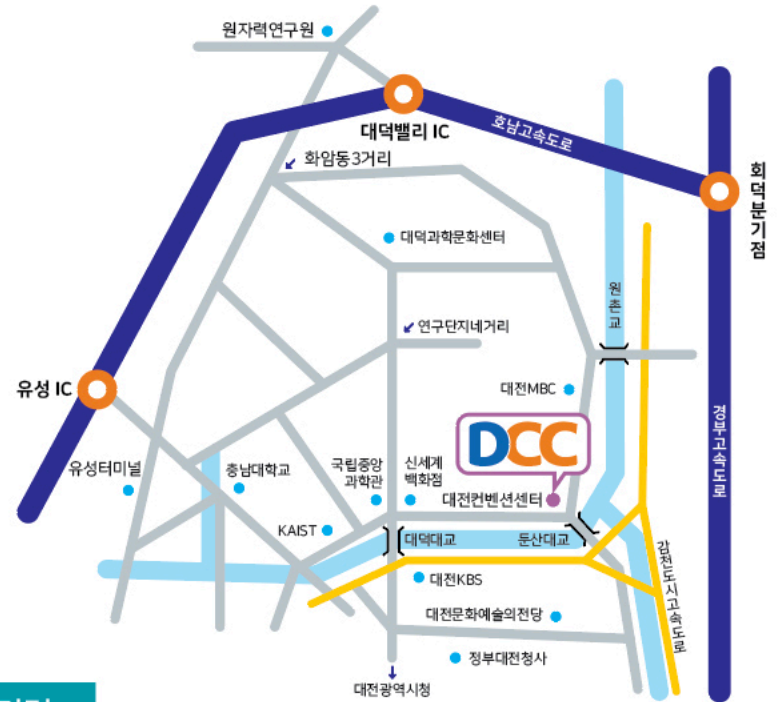 원자력연구원
대덕밸리 IC
호남고속도로
화암동3거리
회덕분기점
대덕과학문화센터
원촌교
연구단지네거리
유성 IC
대전MBC
경부고속도로
DCC
유성터미널
충남대학교
국립중앙
과학관
신세계
백화점
대전컨벤션센터
KAIST
대덕대교
둔산대교
갑천도시고속도로
대전KBS
대전문화예술의전당
정부대전청사
대전광역시청